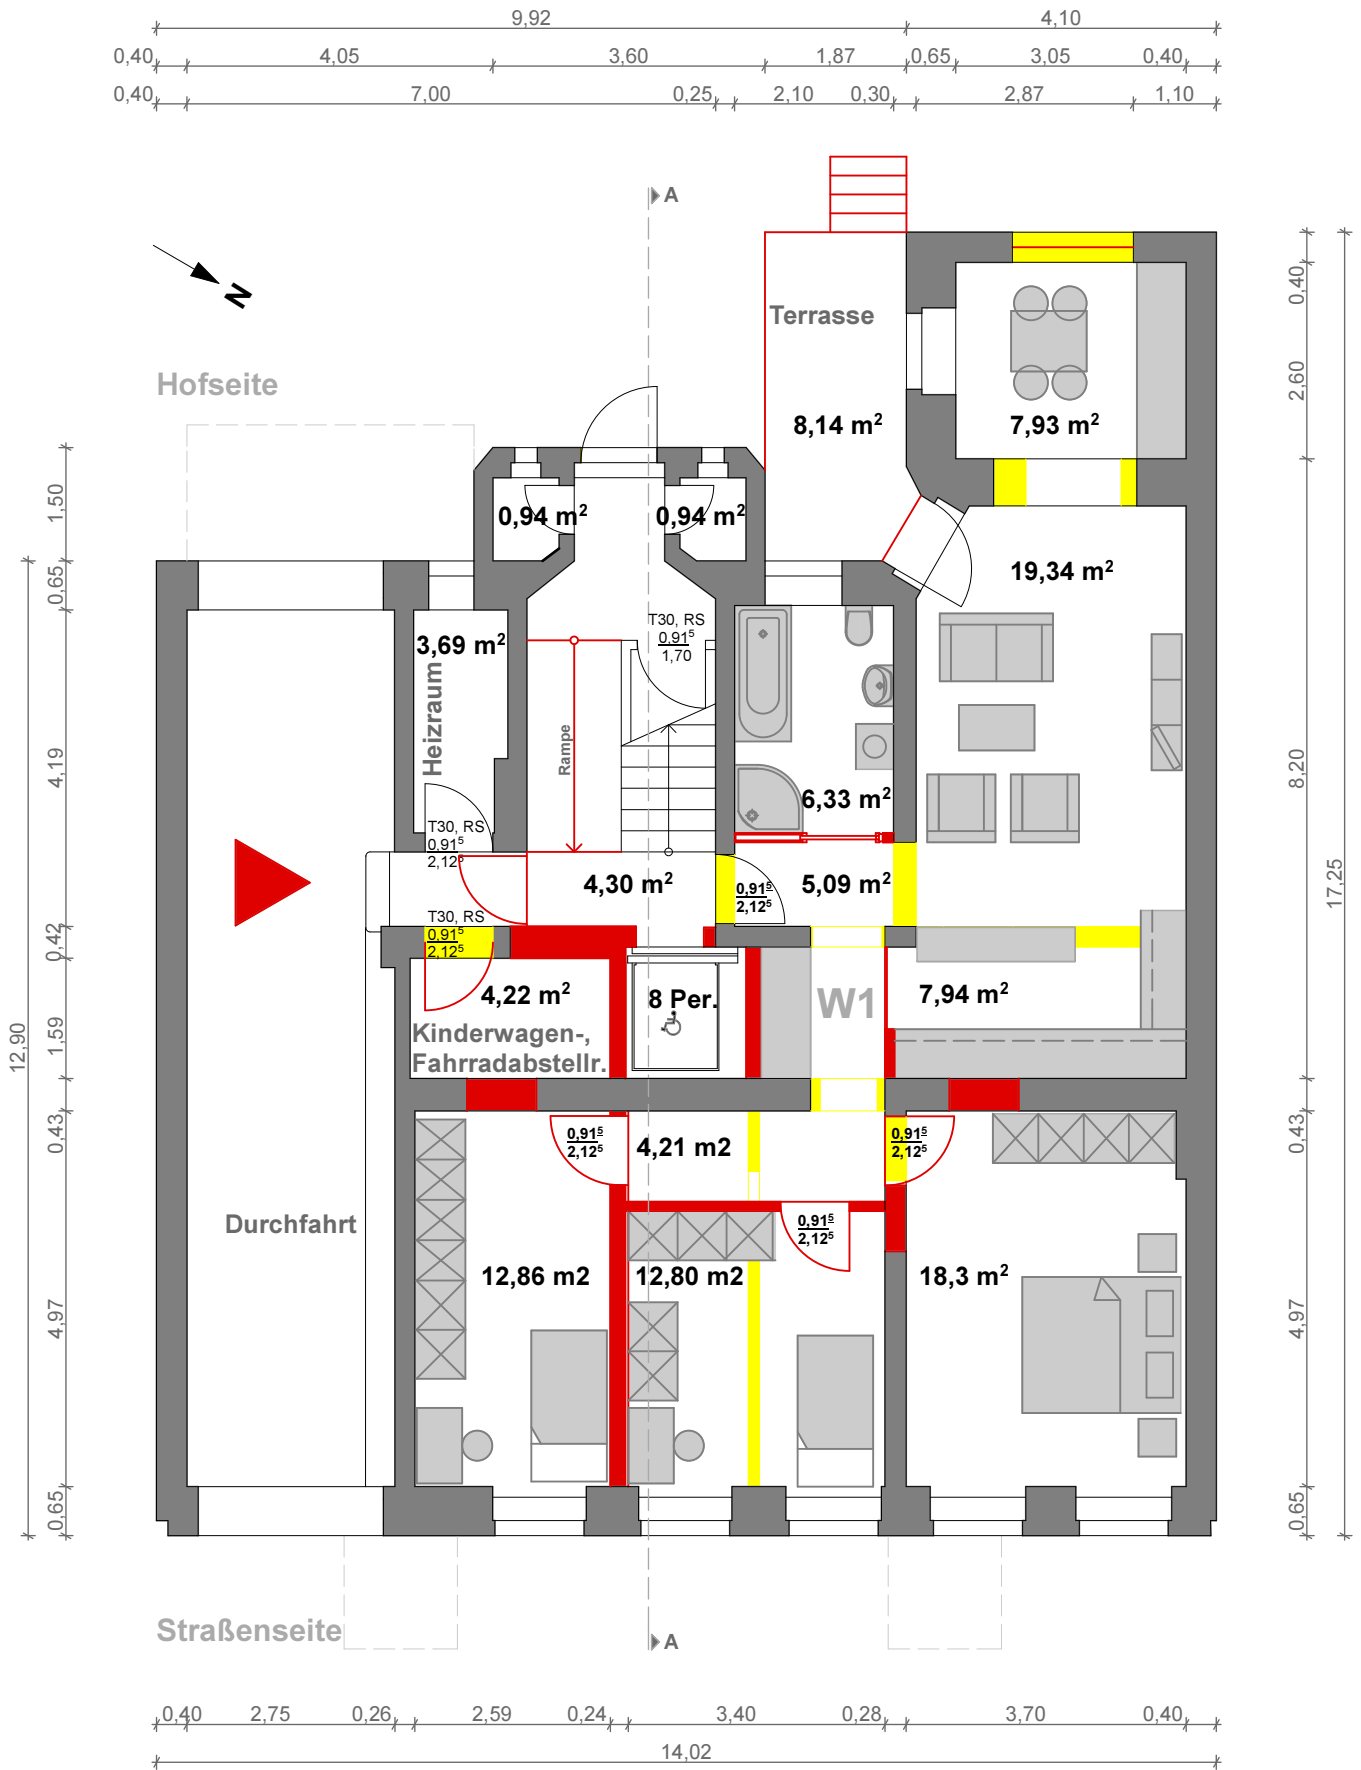 9,92
4,10
0,40
4,05
3,60
1,87
0,65
3,05
0,40
0,40
7,00
0,25
2,10
0,30
2,87
1,10
A
N
Terrasse
Hofseite
8,14 m²
7,93 m²
0,40
2,60
1,50
0,94 m²
0,94 m²
19,34 m²
0,65
3,69 m²
T30, RS
0,91⁵
1,70
Heizraum
Rampe
4,19
8,20
6,33 m²
T30, RS
0,91⁵
2,12⁵
4,30 m²
0,91⁵
2,12⁵
5,09 m²
17,25
T30, RS
0,91⁵
2,12⁵
0,42
4,22 m²
8 Per.
W1
7,94 m²
Kinderwagen-,
Fahrradabstellr.
1,59
12,90
0,43
0,91⁵
2,12⁵
4,21 m2
0,91⁵
2,12⁵
0,43
Durchfahrt
0,91⁵
2,12⁵
12,86 m2
12,80 m2
18,3 m²
4,97
4,97
0,65
0,65
Straßenseite
A
0,40
2,75
0,26
2,59
0,24
3,40
0,28
3,70
0,40
14,02